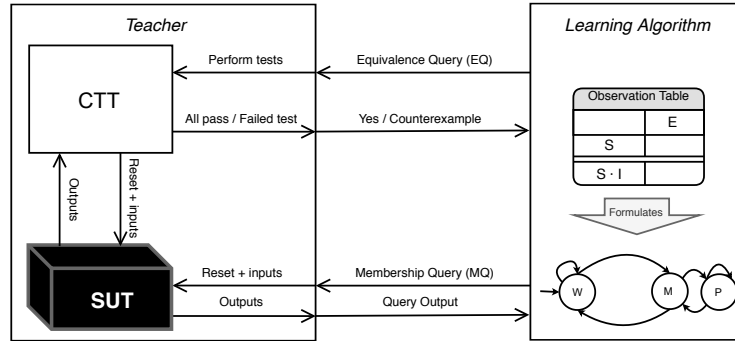 Teacher
Learning Algorithm
Perform tests
Equivalence Query (EQ)
CTT
All pass / Failed test
Yes / Counterexample
Observation Table
E
S
S · I
Outputs
Reset + inputs
Formulates
SUT
Reset + inputs
Membership Query (MQ)
Outputs
Query Output
W
M
P